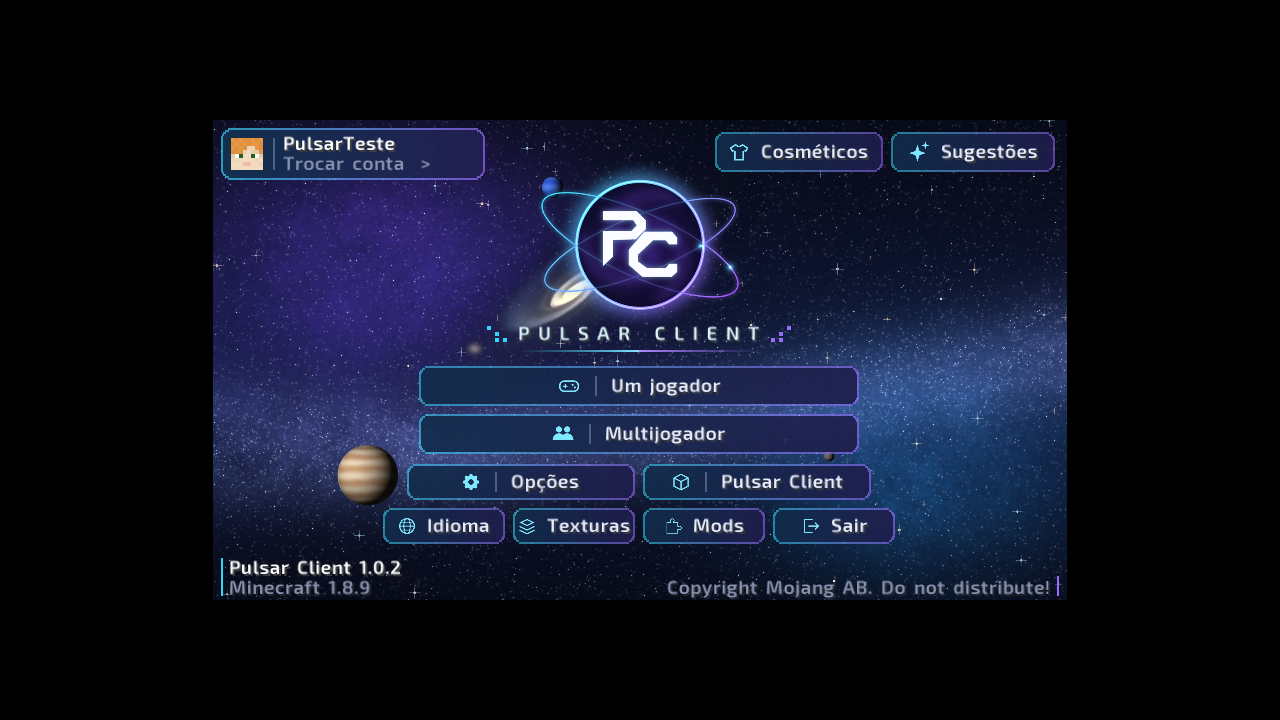 PulsarTeste
Trocar conta >
Cosméticos
Sugestões
PC
PULSAR CLIENT
Um jogador
Multijogador
Opções
Pulsar Client
Idioma
Texturas
Mods
Sair
Pulsar Client 1.0.2
Minecraft 1.8.9
Copyright Mojang AB. Do not distribute!